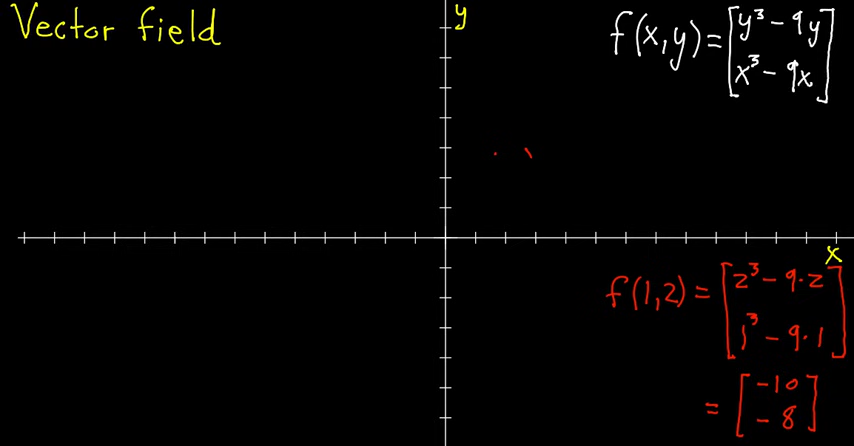 Vector field
y
f(x,y) = [y³ - 9y
x³ - 9x]
x
f(1,2) = [2³ - 9·2
1³ - 9·1]
= [-10
-8]